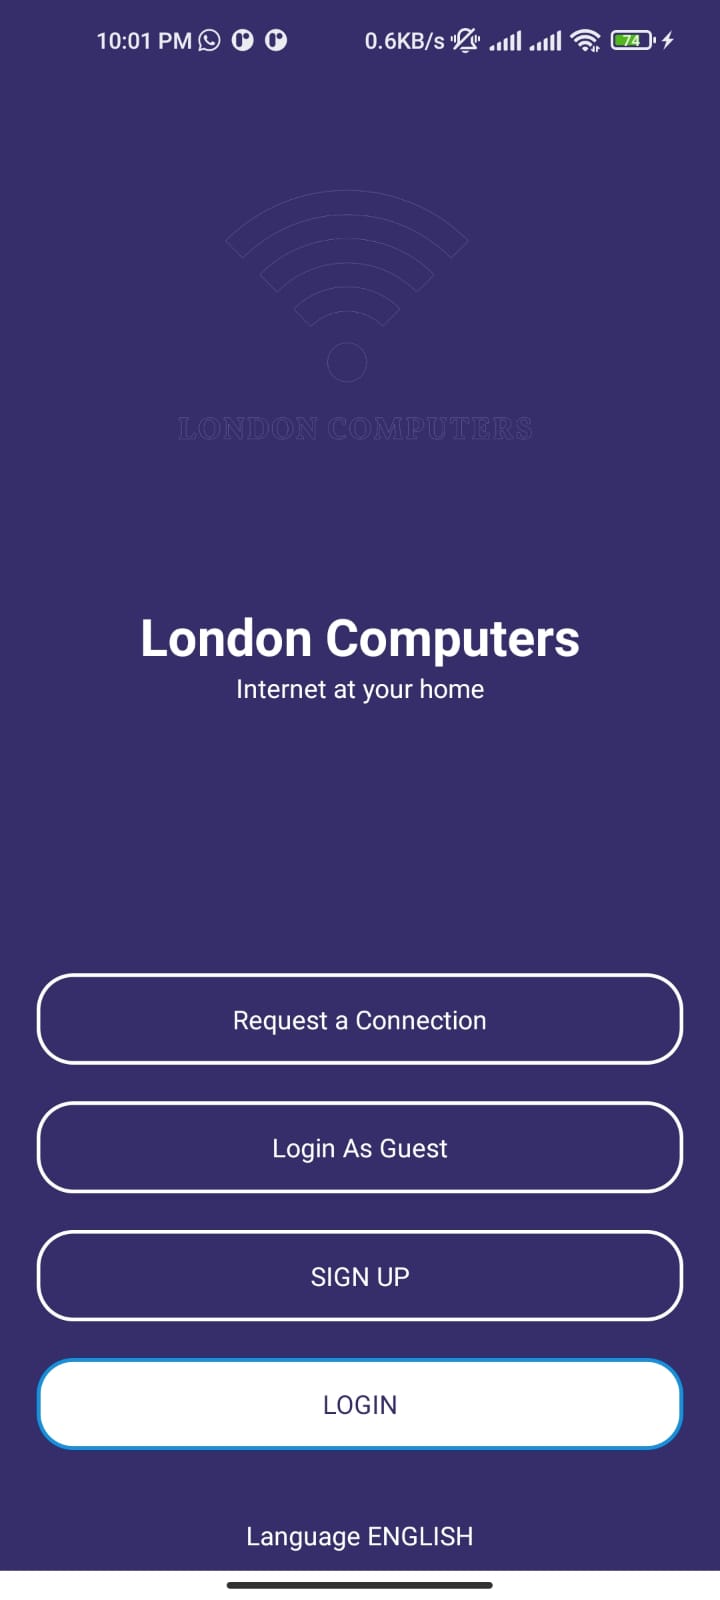 10:01 PM 0.6KB/s 74
LONDON COMPUTERS
London Computers
Internet at your home
Request a Connection
Login As Guest
SIGN UP
LOGIN
Language ENGLISH